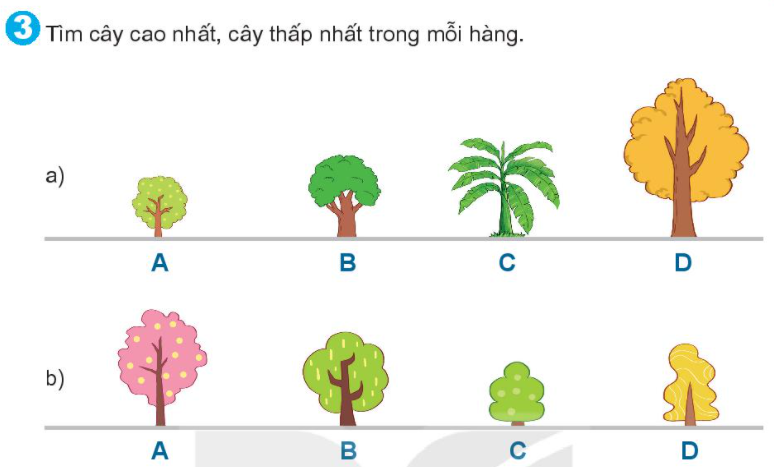 3 Tìm cây cao nhất, cây thấp nhất trong mỗi hàng.
a)
A B C D
b)
A B C D